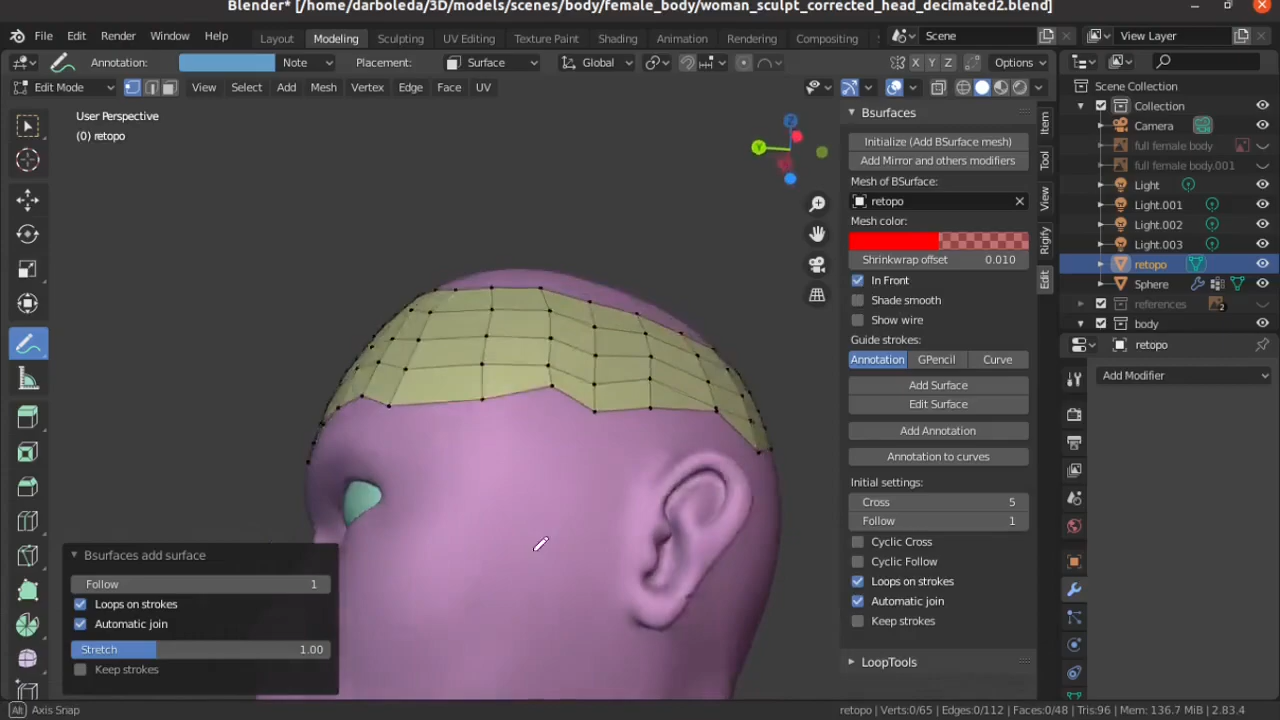 Blender* [/home/darboleda/3D/models/scenes/body/female_body/woman_sculpt_corrected_head_decimated2.blend]
File Edit Render Window Help Layout Modeling Sculpting UV Editing Texture Paint Shading Animation Rendering Compositing Scene View Layer
Annotation: Note Placement: Surface Global X Y Z Options
Edit Mode View Select Add Mesh Vertex Edge Face UV
User Perspective
(0) retopo
Z
Y
Bsurfaces
Initialize (Add BSurface mesh)
Add Mirror and others modifiers
Mesh of BSurface:
retopo
Mesh color:
Shrinkwrap offset 0.010
In Front
Shade smooth
Show wire
Guide strokes:
Annotation GPencil Curve
Add Surface
Edit Surface
Add Annotation
Annotation to curves
Initial settings:
Cross 5
Follow 1
Cyclic Cross
Cyclic Follow
Loops on strokes
Automatic join
Keep strokes
LoopTools
Item
Tool
View
Rigify
Edit
Scene Collection
Collection
Camera
full female body
full female body.001
Light
Light.001
Light.002
Light.003
retopo
Sphere
references 2
body
retopo
Add Modifier
Bsurfaces add surface
Follow 1
Loops on strokes
Automatic join
Stretch 1.00
Keep strokes
Alt Axis Snap
retopo | Verts:0/65 | Edges:0/112 | Faces:0/48 | Tris:96 | Mem: 136.7 MiB | 2.83.4